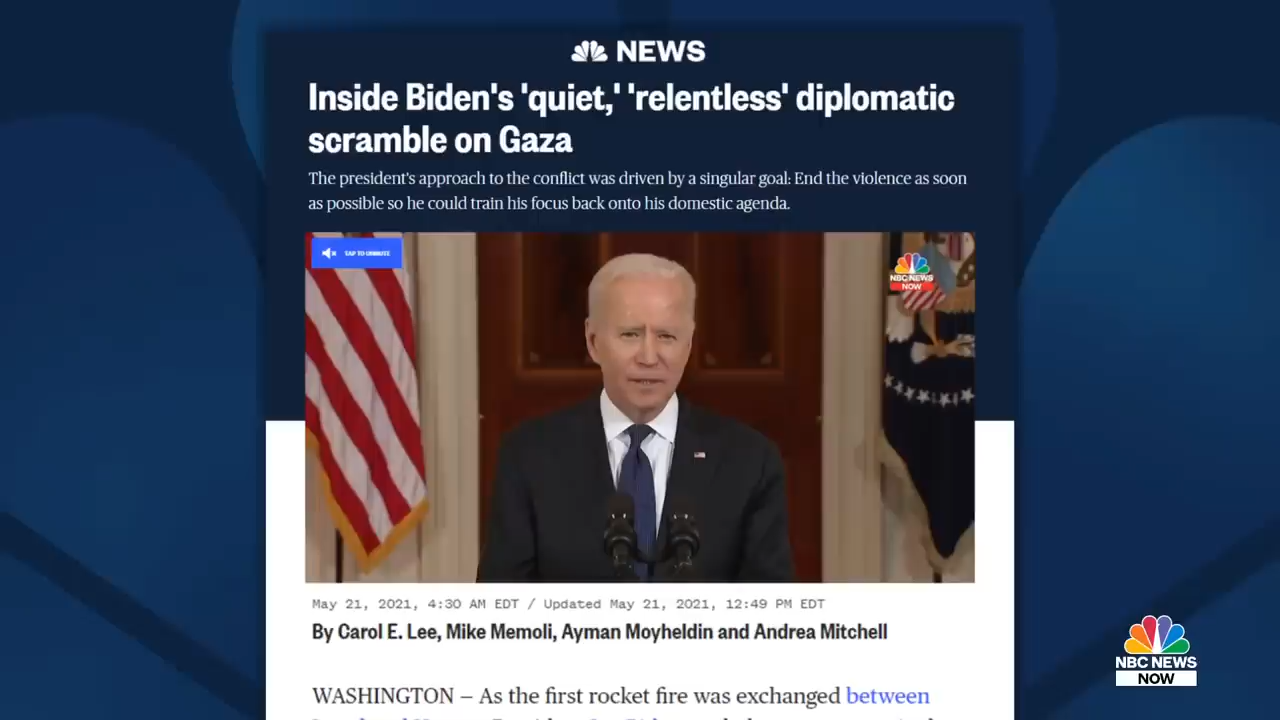 NEWS
Inside Biden's 'quiet,' 'relentless' diplomatic
scramble on Gaza
The president's approach to the conflict was driven by a singular goal: End the violence as soon
as possible so he could train his focus back onto his domestic agenda.
TAP TO UNMUTE
NBC NEWS
NOW
May 21, 2021, 4:30 AM EDT / Updated May 21, 2021, 12:49 PM EDT
By Carol E. Lee, Mike Memoli, Ayman Moyheldin and Andrea Mitchell
WASHINGTON – As the first rocket fire was exchanged between
NBC NEWS
NOW